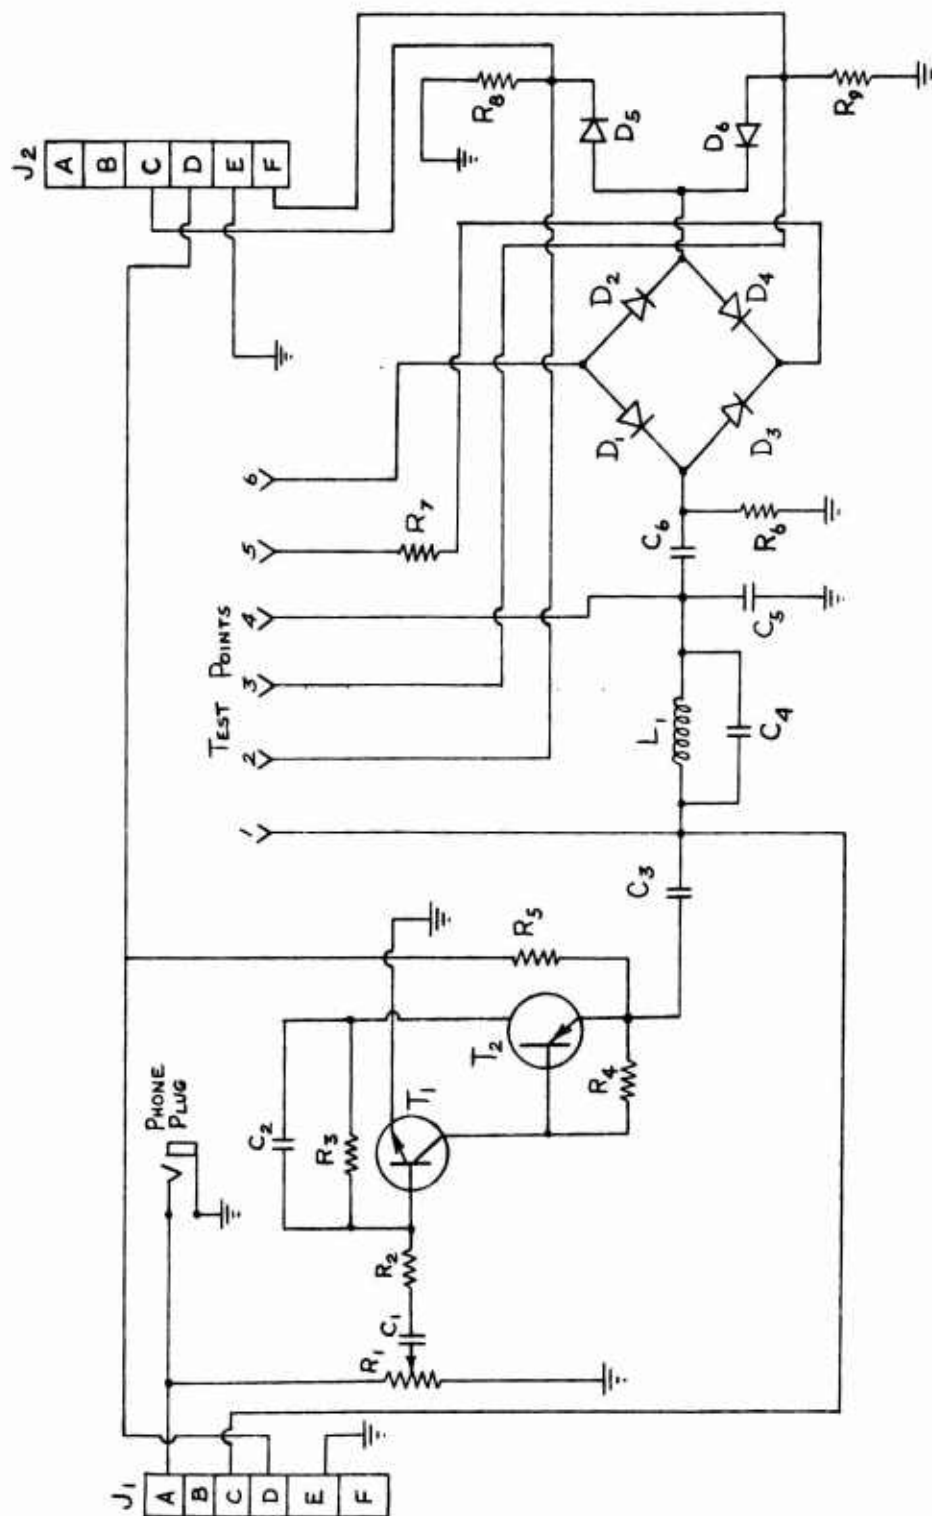 J1
A
B
C
D
E
F
PHONE PLUG
R1
C1
R2
C2
R3
T1
T2
R4
R5
C3
TEST POINTS
1
2
3
4
5
6
L1
C4
C5
C6
R6
R7
D1
D2
D3
D4
D5
D6
R8
R9
J2
A
B
C
D
E
F